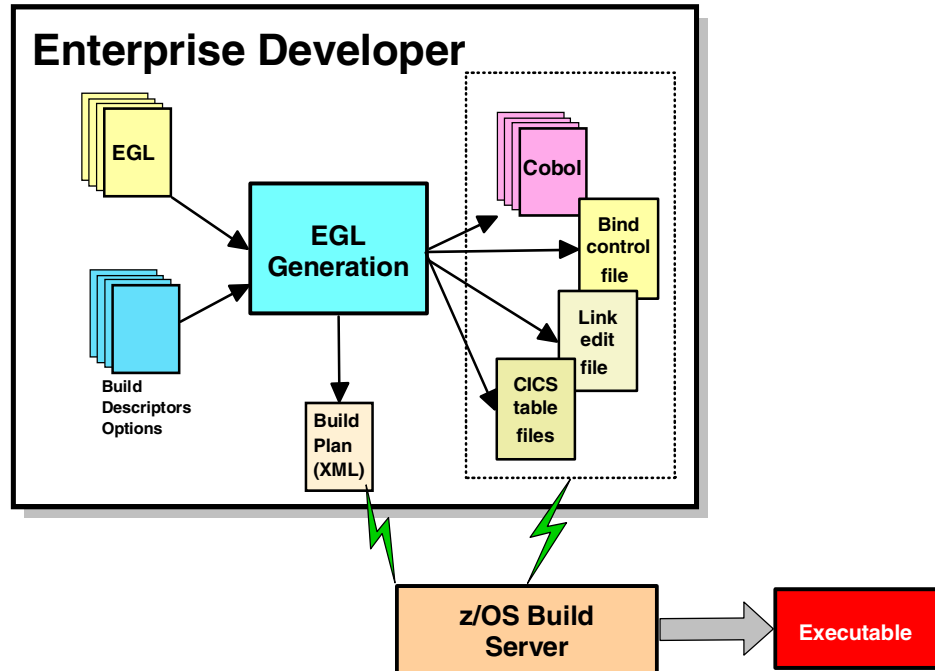 Enterprise Developer
EGL
Cobol
EGL
Generation
Bind
control
file
Link
edit
file
CICS
table
files
Build
Descriptors
Options
Build
Plan
(XML)
z/OS Build
Server
Executable